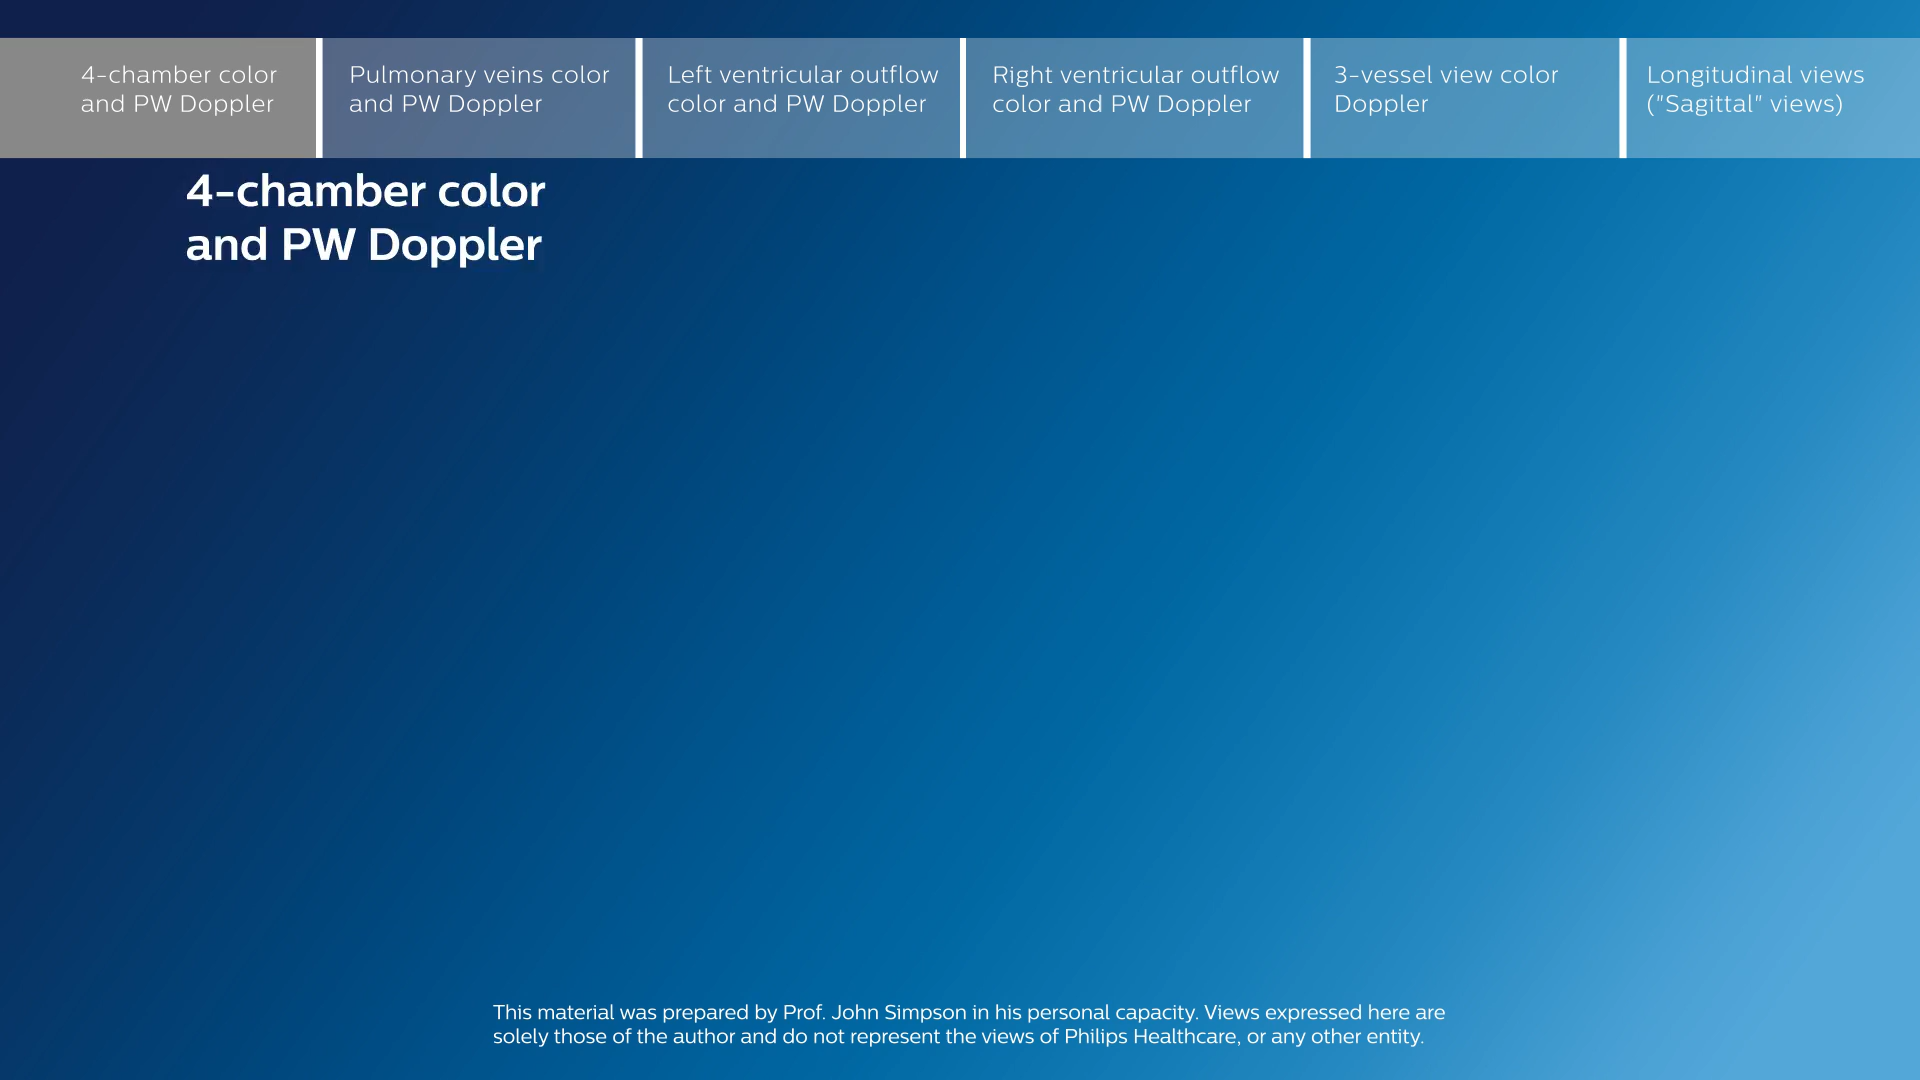 4-chamber color
and PW Doppler
Pulmonary veins color
and PW Doppler
Left ventricular outflow
color and PW Doppler
Right ventricular outflow
color and PW Doppler
3-vessel view color
Doppler
Longitudinal views
("Sagittal" views)
4-chamber color
and PW Doppler
This material was prepared by Prof. John Simpson in his personal capacity. Views expressed here are
solely those of the author and do not represent the views of Philips Healthcare, or any other entity.